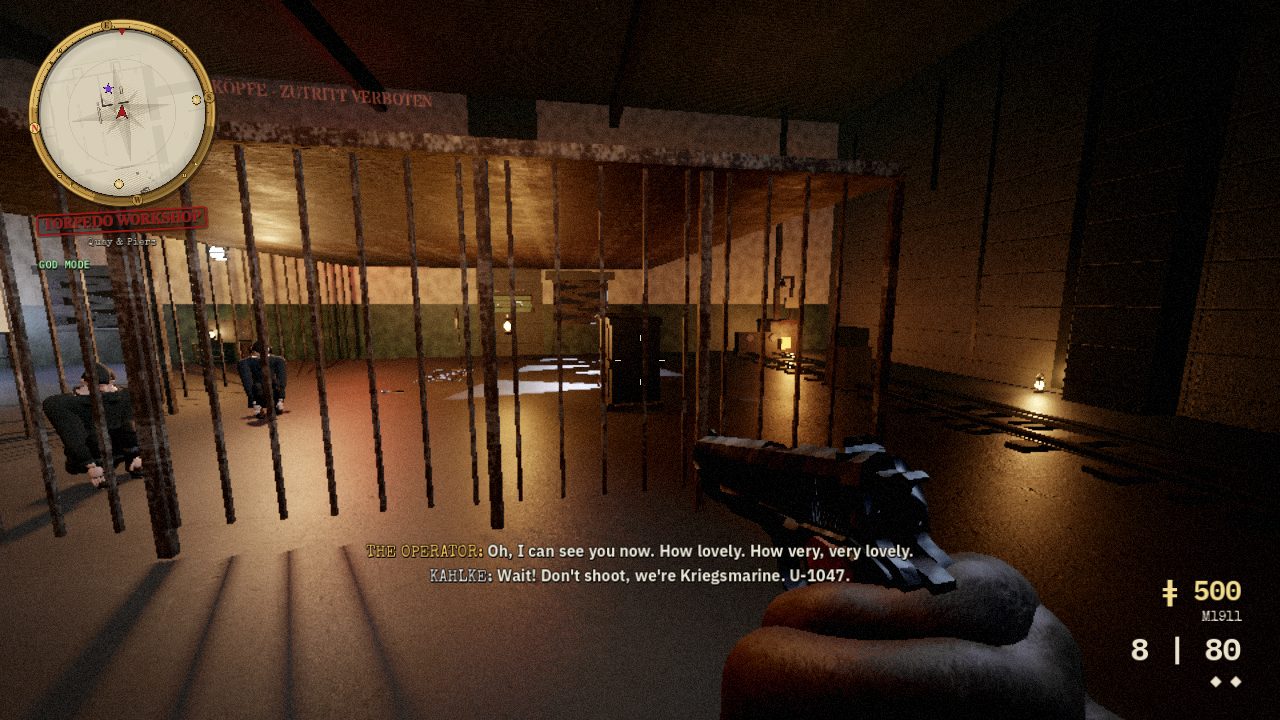 KÖPFE - ZUTRITT VERBOTEN
TORPEDO WORKSHOP
Quay & Piers
GOD MODE
THE OPERATOR: Oh, I can see you now. How lovely. How very, very lovely.
KAHLKE: Wait! Don't shoot, we're Kriegsmarine. U-1047.
500
M1911
8 | 80